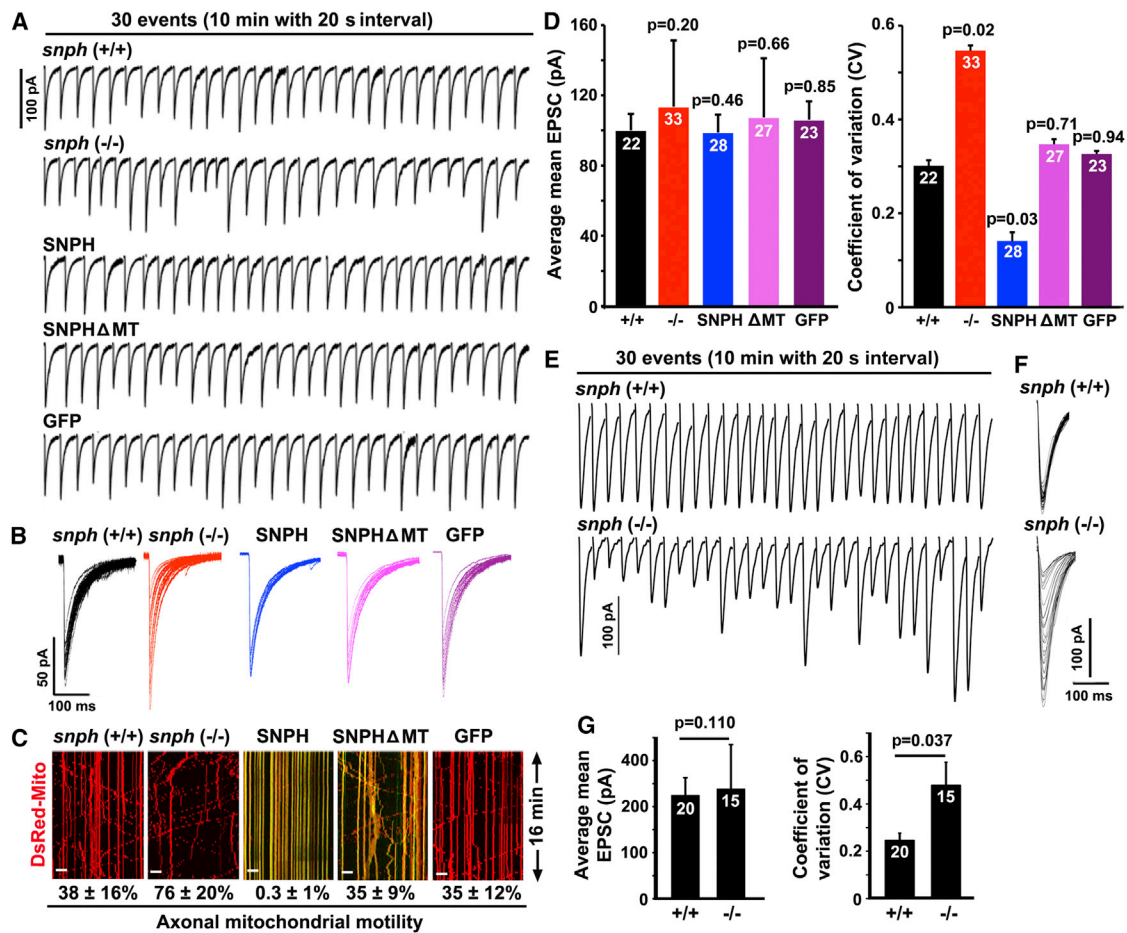 A
30 events (10 min with 20 s interval)
snph (+/+)
100 pA
snph (-/-)
SNPH
SNPHΔMT
GFP
B
snph (+/+) snph (-/-) SNPH SNPHΔMT GFP
50 pA
100 ms
C
snph (+/+) snph (-/-) SNPH SNPHΔMT GFP
DsRed-Mito
16 min
38 ± 16% 76 ± 20% 0.3 ± 1% 35 ± 9% 35 ± 12%
Axonal mitochondrial motility
D
Average mean EPSC (pA)
160
120
80
40
0
p=0.20
p=0.46
p=0.66
p=0.85
22 33 28 27 23
+/+ -/- SNPH ΔMT GFP
Coefficient of variation (CV)
0.6
0.4
0.2
0
p=0.02
p=0.03
p=0.71
p=0.94
22 33 28 27 23
+/+ -/- SNPH ΔMT GFP
E
30 events (10 min with 20 s interval)
snph (+/+)
snph (-/-)
100 pA
F
snph (+/+)
snph (-/-)
100 pA
100 ms
G
Average mean
EPSC (pA)
400
200
400
0
p=0.110
20 15
+/+ -/-
Coefficient of
variation (CV)
0.6
0.4
0.2
0
p=0.037
20 15
+/+ -/-